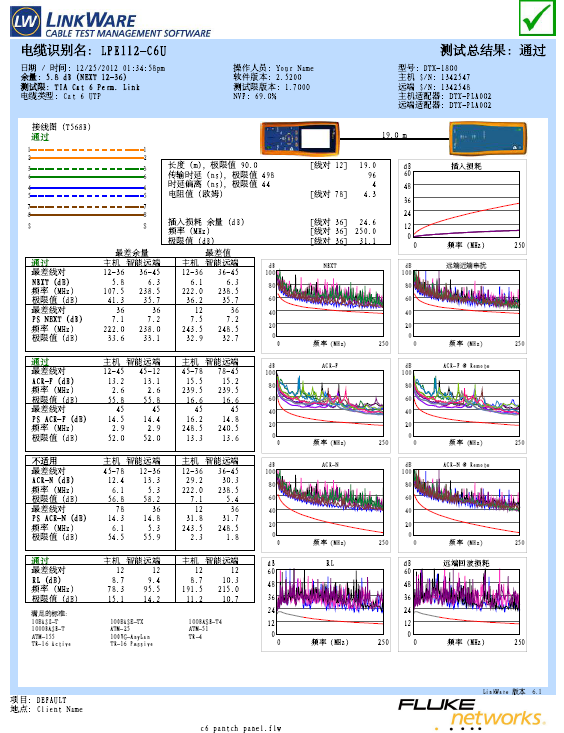 LW LINKWARE
CABLE TEST MANAGEMENT SOFTWARE
电缆识别名: LPE112-C6U
测试总结果: 通过
日期 / 时间: 12/25/2012 01:34:58pm
余量: 5.8 dB (NEXT 12-36)
测试限: TIA Cat 6 Perm. Link
电缆类型: Cat 6 UTP
操作人员: Your Name
软件版本: 2.5200
测试限版本: 1.7000
NVP: 69.0%
型号: DTX-1800
主机 S/N: 1342547
远端 S/N: 1342548
主机适配器: DTX-PLA002
远端适配器: DTX-PLA002
接线图 (T568B)
通过
1 1
2 2
3 3
6 6
4 4
5 5
7 7
8 8
S S
19.0 m
长度 (m), 极限值 90.0 [线对 12] 19.0
传输时延 (ns), 极限值 498 96
时延偏离 (ns), 极限值 44 4
电阻值 (欧姆) [线对 78] 4.3
插入损耗 余量 (dB) [线对 36] 24.6
频率 (MHz) [线对 36] 250.0
极限值 (dB) [线对 36] 31.1
dB 插入损耗
60
48
36
24
12
0
0 频率 (MHz) 250
最差余量 最差值
通过 主机 智能远端 主机 智能远端
最差线对 12-36 36-45 12-36 36-45
NEXT (dB) 5.8 6.3 6.1 6.3
频率 (MHz) 107.5 238.5 222.0 238.5
极限值 (dB) 41.3 35.7 36.2 35.7
最差线对 36 36 12 36
PS NEXT (dB) 7.1 7.2 7.5 7.2
频率 (MHz) 222.0 238.0 243.5 248.5
极限值 (dB) 33.6 33.1 32.9 32.7
通过 主机 智能远端 主机 智能远端
最差线对 12-45 45-12 45-78 78-45
ACR-F (dB) 13.2 13.1 15.5 15.2
频率 (MHz) 2.6 2.6 239.5 239.5
极限值 (dB) 55.8 55.8 16.6 16.6
最差线对 45 45 45 45
PS ACR-F (dB) 14.5 14.4 16.2 14.8
频率 (MHz) 2.9 2.9 248.5 240.5
极限值 (dB) 52.0 52.0 13.3 13.6
不适用 主机 智能远端 主机 智能远端
最差线对 45-78 12-36 12-36 36-45
ACR-N (dB) 12.4 13.3 29.2 30.3
频率 (MHz) 6.1 5.3 222.0 238.5
极限值 (dB) 56.8 58.2 7.1 5.4
最差线对 78 36 12 36
PS ACR-N (dB) 14.3 14.8 31.8 31.7
频率 (MHz) 6.1 5.3 243.5 248.5
极限值 (dB) 54.5 55.9 2.3 1.8
通过 主机 智能远端 主机 智能远端
最差线对 12 12 12 12
RL (dB) 8.7 9.4 8.7 10.3
频率 (MHz) 78.3 95.5 191.5 215.0
极限值 (dB) 15.1 14.2 11.2 10.7
满足的标准:
10BASE-T 100BASE-TX 100BASE-T4
1000BASE-T ATM-25 ATM-51
ATM-155 100VG-AnyLan TR-4
TR-16 Active TR-16 Passive
dB NEXT
100
80
60
40
20
0
0 频率 (MHz) 250
dB 远端近端串扰
100
80
60
40
20
0
0 频率 (MHz) 250
dB ACR-F
100
80
60
40
20
0
0 频率 (MHz) 250
dB ACR-F @ Remote
100
80
60
40
20
0
0 频率 (MHz) 250
dB ACR-N
100
80
60
40
20
0
0 频率 (MHz) 250
dB ACR-N @ Remote
100
80
60
40
20
0
0 频率 (MHz) 250
dB RL
60
48
36
24
12
0
0 频率 (MHz) 250
dB 远端回波损耗
60
48
36
24
12
0
0 频率 (MHz) 250
LinkWare 版本 6.1
项目: DEFAULT
地点: Client Name
c6 pantch panel.flw
FLUKE
networks.